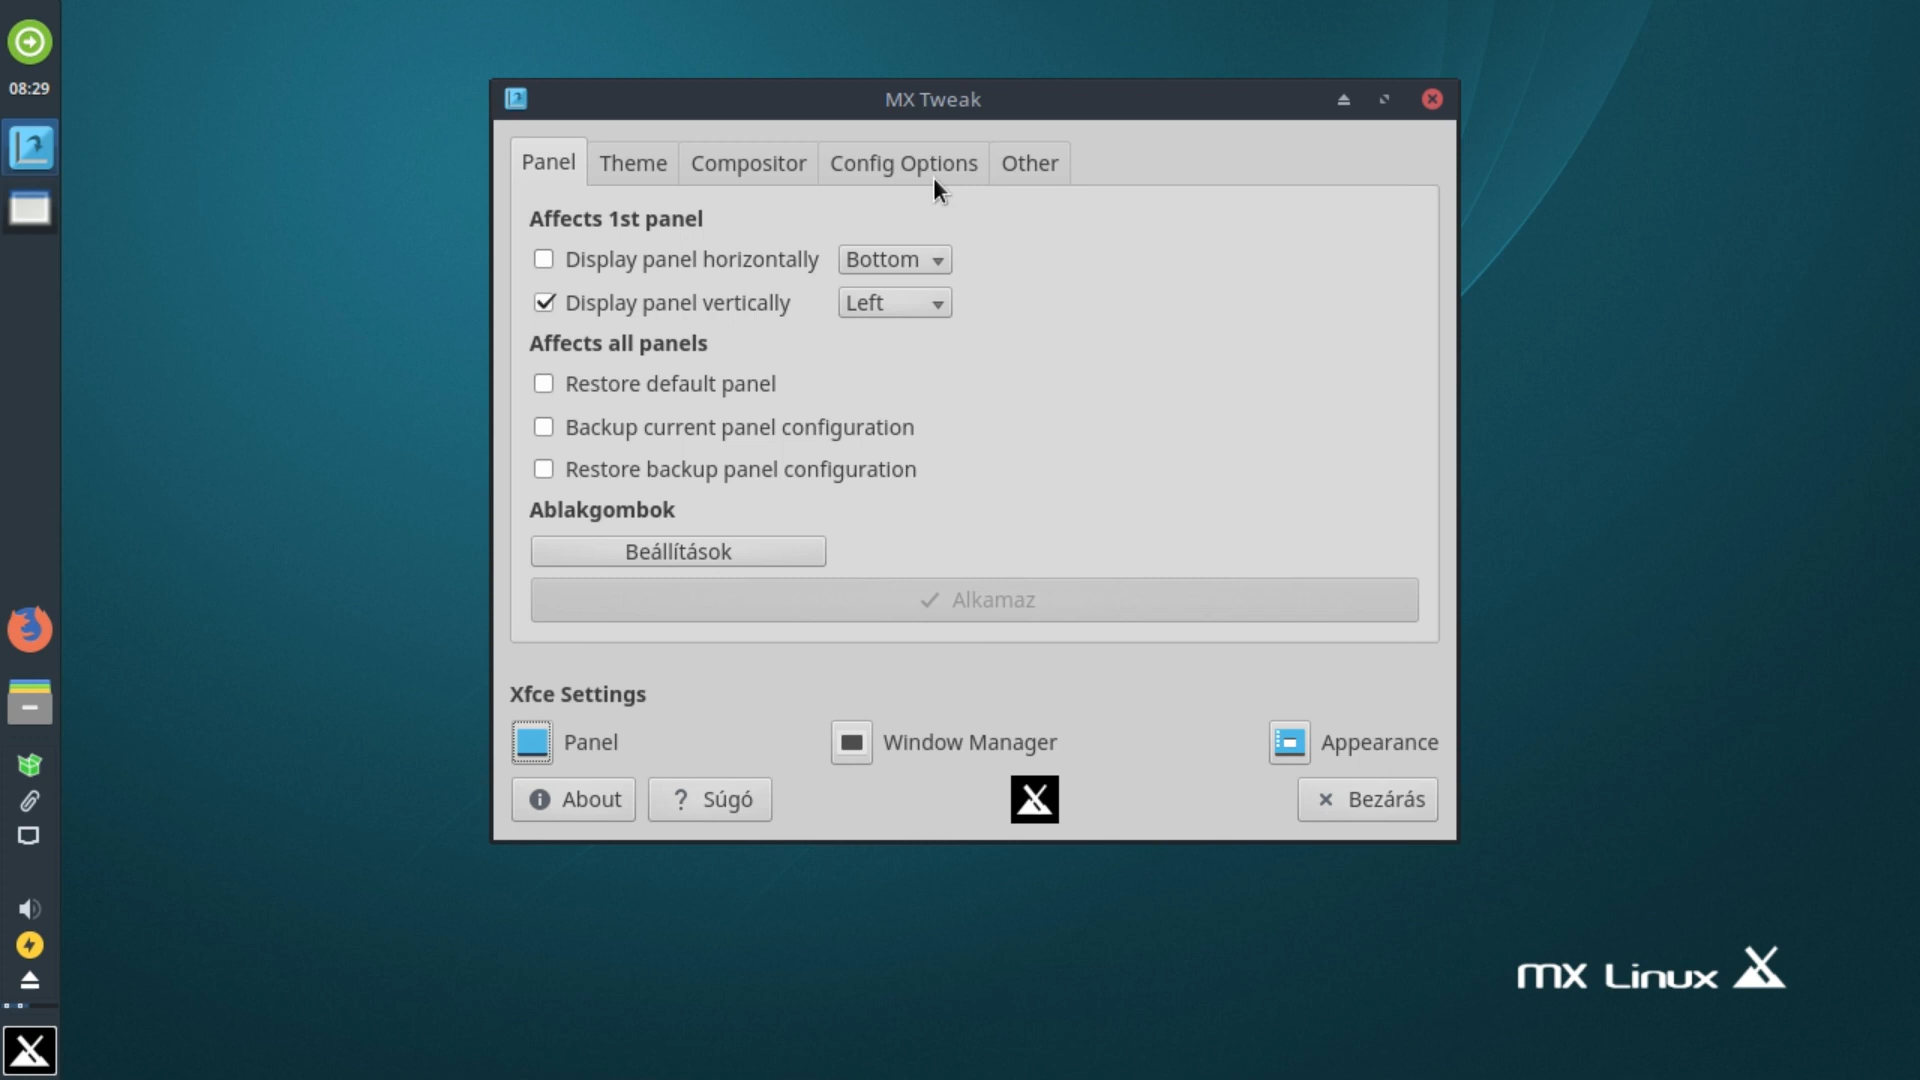 08:29
MX Tweak
Panel Theme Compositor Config Options Other
Affects 1st panel
Display panel horizontally Bottom
Display panel vertically Left
Affects all panels
Restore default panel
Backup current panel configuration
Restore backup panel configuration
Ablakgombok
Beállítások
Alkamaz
Xfce Settings
Panel Window Manager Appearance
About ? Súgó Bezárás
mx Linux